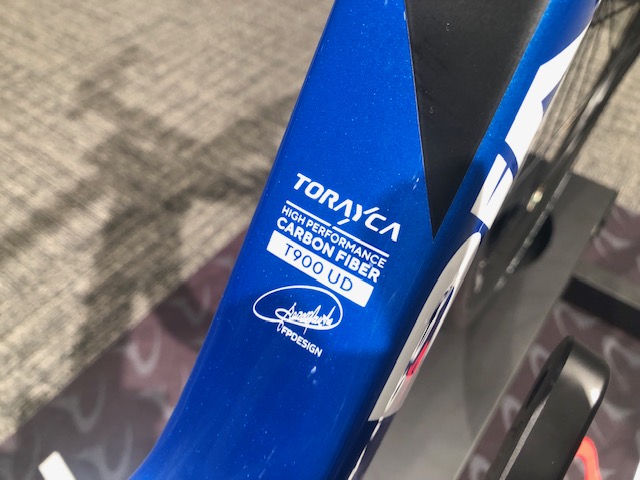 TORAYCA
HIGH PERFORMANCE
CARBON FIBER
T900 UD
FPDESIGN